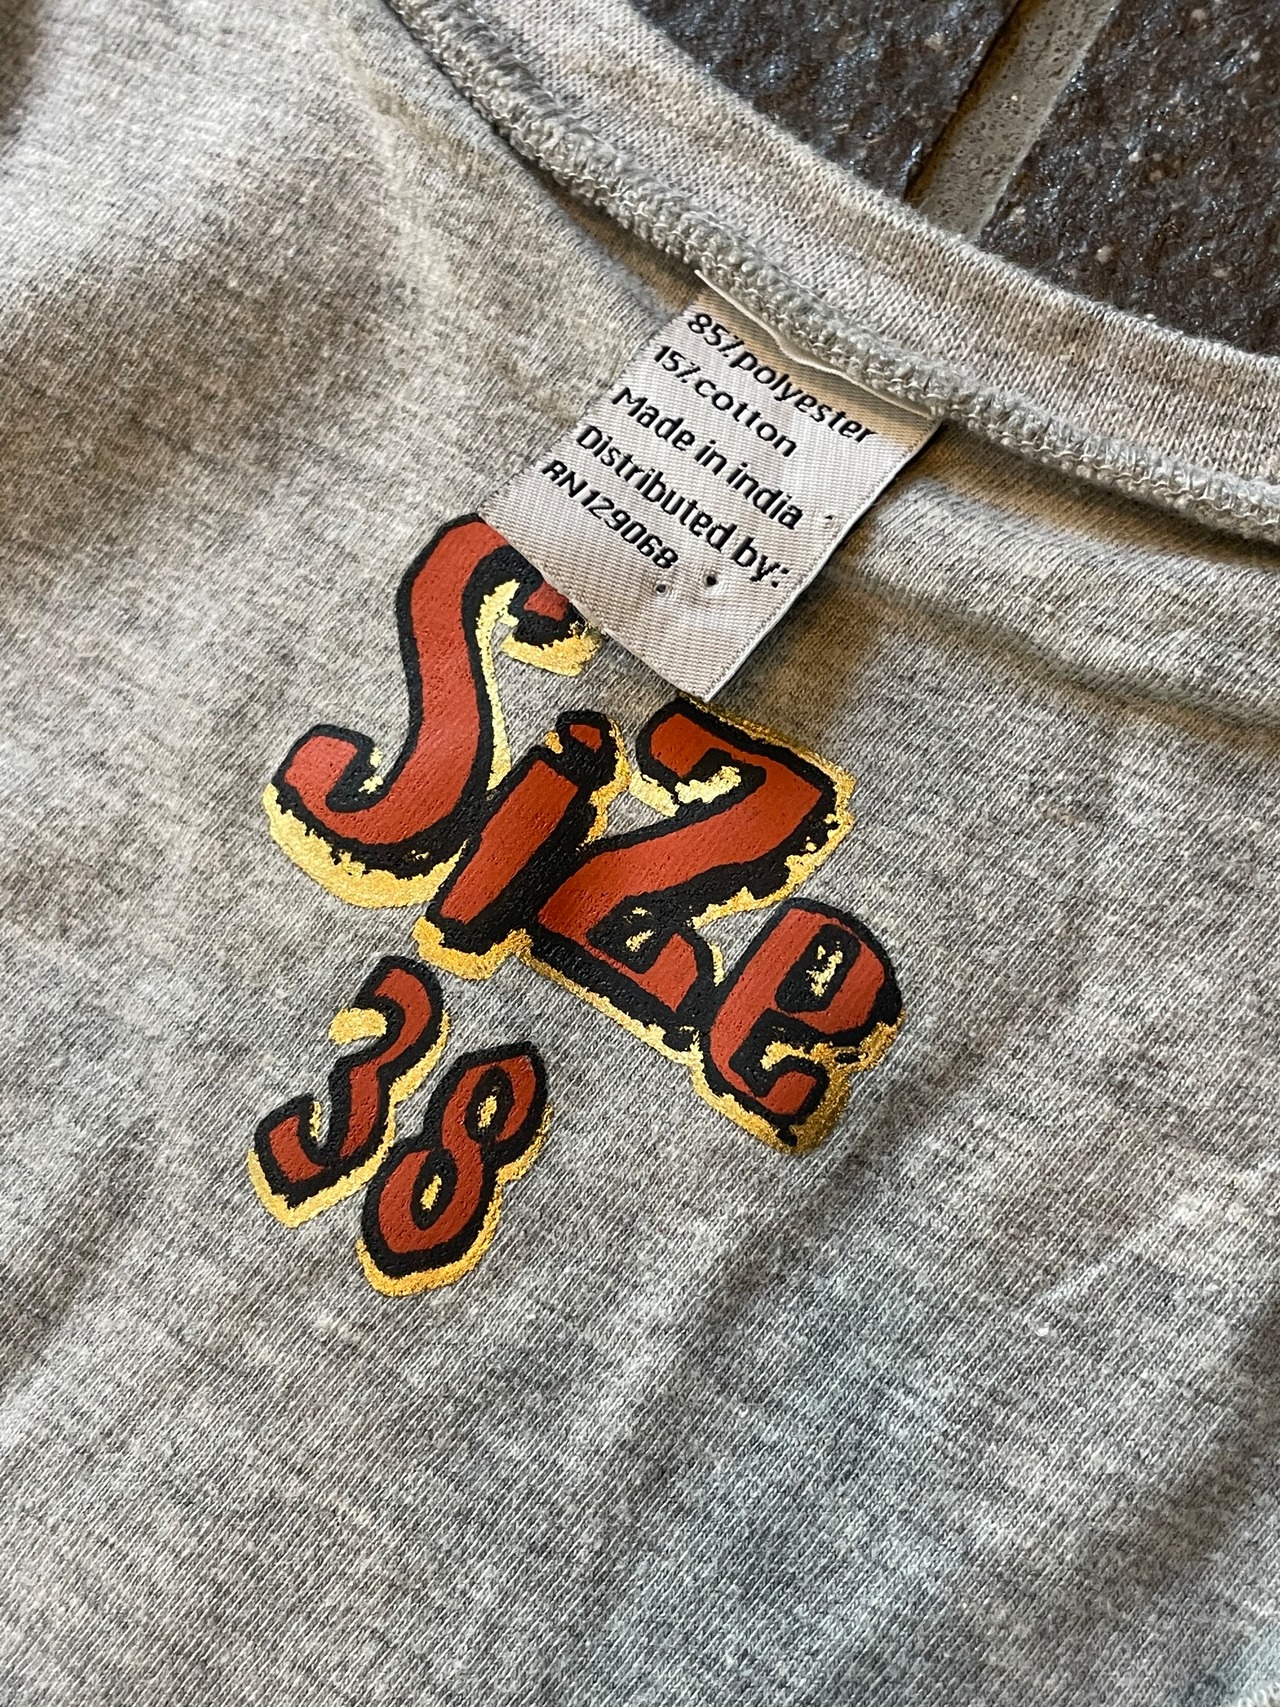 85%polyester
15%cotton
Made in india
Distributed by:
RN129068
Size
38